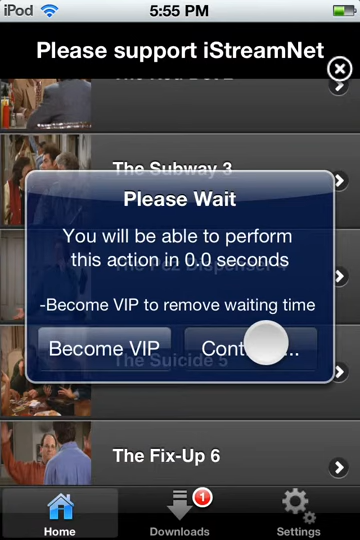 iPod 5:55 PM
Please support iStreamNet
The Subway 3
Please Wait
You will be able to perform
this action in 0.0 seconds
-Become VIP to remove waiting time
Become VIP
The Suicide 5
The Fix-Up 6
1
Home Downloads Settings